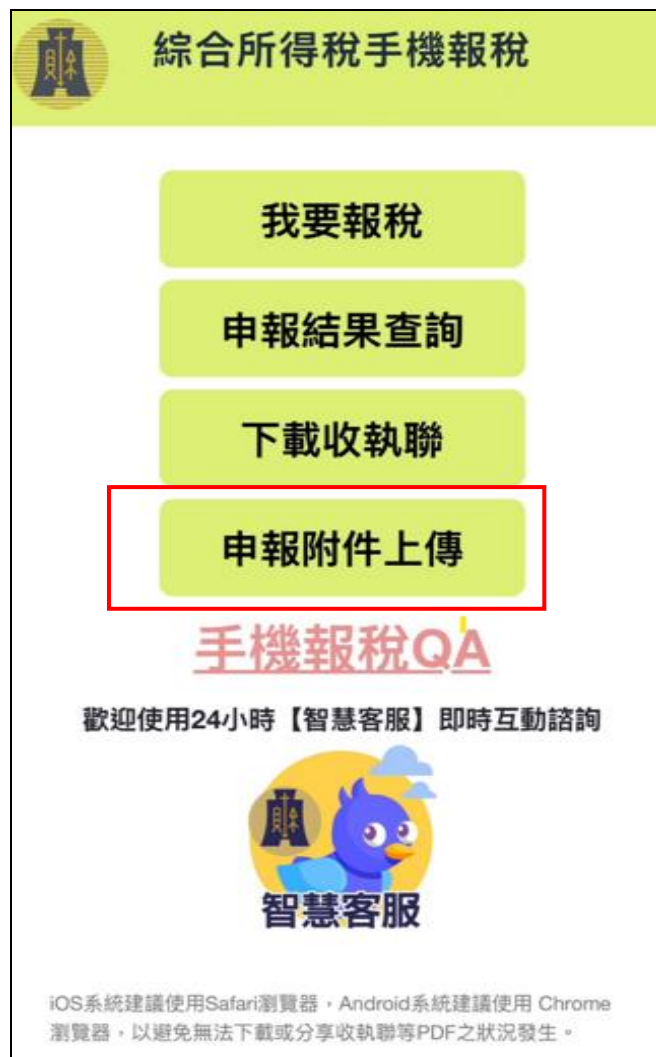 綜合所得稅手機報稅
我要報稅
申報結果查詢
下載收執聯
申報附件上傳
手機報稅QA
歡迎使用24小時【智慧客服】即時互動諮詢
智慧客服
iOS系統建議使用Safari瀏覽器，Android系統建議使用 Chrome
瀏覽器，以避免無法下載或分享收執聯等PDF之狀況發生。